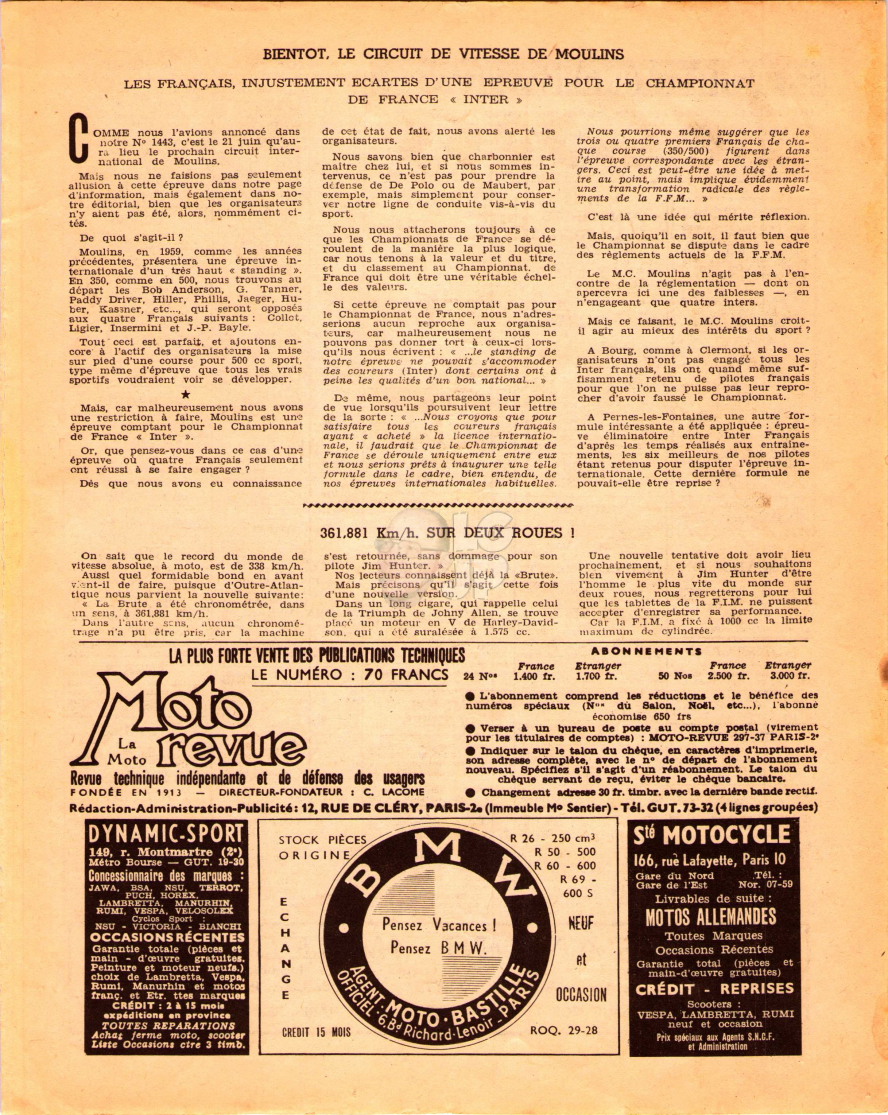 BIENTOT, LE CIRCUIT DE VITESSE DE MOULINS
LES FRANÇAIS, INJUSTEMENT ECARTES D'UNE EPREUVE POUR LE CHAMPIONNAT
DE FRANCE « INTER »
COMME nous l'avions annoncé dans
notre N° 1443, c'est le 21 juin qu'au-
ra lieu le prochain circuit inter-
national de Moulins.
Mais nous ne faisions pas seulement
allusion à cette épreuve dans notre page
d'information, mais également dans no-
tre éditorial, bien que les organisateurs
n'y aient pas été, alors, nommément ci-
tés.
De quoi s'agit-il ?
Moulins, en 1959, comme les années
précédentes, présentera une épreuve in-
ternationale d'un très haut « standing ».
En 350, comme en 500, nous trouvons au
départ les Bob Anderson, G. Tanner,
Paddy Driver, Hiller, Phillis, Jaeger, Hu-
ber, Kassner, etc..., qui seront opposés
aux quatre Français suivants : Collot,
Ligier, Insermini et J.-P. Bayle.
Tout ceci est parfait, et ajoutons en-
core à l'actif des organisateurs la mise
sur pied d'une course pour 500 cc sport,
type même d'épreuve que tous les vrais
sportifs voudraient voir se développer.
★
Mais, car malheureusement nous avons
une restriction à faire, Moulins est une
épreuve comptant pour le Championnat
de France « Inter ».
Or, que pensez-vous dans ce cas d'une
épreuve où quatre Français seulement
ont réussi à se faire engager ?
Dès que nous avons eu connaissance
de cet état de fait, nous avons alerté les
organisateurs.
Nous savons bien que charbonnier est
maître chez lui, et si nous sommes in-
tervenus, ce n'est pas pour prendre la
défense de De Polo ou de Maubert, par
exemple, mais simplement pour conser-
ver notre ligne de conduite vis-à-vis du
sport.
Nous nous attacherons toujours à ce
que les Championnats de France se dé-
roulent de la manière la plus logique,
car nous tenons à la valeur et du titre,
et du classement au Championnat. de
France qui doit être une véritable échel-
le des valeurs.
Si cette épreuve ne comptait pas pour
le Championnat de France, nous n'adres-
serions aucun reproche aux organisa-
teurs, car malheureusement nous ne
pouvons pas donner tort à ceux-ci lors-
qu'ils nous écrivent : « ...le standing de
notre épreuve ne pouvait s'accommoder
des coureurs (Inter) dont certains ont à
peine les qualités d'un bon national... »
De même, nous partageons leur point
de vue lorsqu'ils poursuivent leur lettre
de la sorte : « ...Nous croyons que pour
satisfaire tous les coureurs français
ayant « acheté » la licence internatio-
nale, il faudrait que le Championnat de
France se déroule uniquement entre eux
et nous serions prêts à inaugurer une telle
formule dans le cadre, bien entendu, de
nos épreuves internationales habituelles.
Nous pourrions même suggérer que les
trois ou quatre premiers Français de cha-
que course (350/500) figurent dans
l'épreuve correspondante avec les étran-
gers. Ceci est peut-être une idée à met-
tre au point, mais implique évidemment
une transformation radicale des règle-
ments de la F.F.M... »
C'est là une idée qui mérite réflexion.
Mais, quoiqu'il en soit, il faut bien que
le Championnat se dispute dans le cadre
des règlements actuels de la F.F.M.
Le M.C. Moulins n'agit pas à l'en-
contre de la réglementation — dont on
apercevra ici une des faiblesses —, en
n'engageant que quatre inters.
Mais ce faisant, le M.C. Moulins croit-
il agir au mieux des intérêts du sport ?
A Bourg, comme à Clermont, si les or-
ganisateurs n'ont pas engagé tous les
Inter français, ils ont quand même suf-
fisamment retenu de pilotes français
pour que l'on ne puisse pas leur repro-
cher d'avoir faussé le Championnat.
A Pernes-les-Fontaines, une autre for-
mule intéressante a été appliquée : épreu-
ve éliminatoire entre Inter Français
d'après les temps réalisés aux entraîne-
ments, les six meilleurs de nos pilotes
étant retenus pour disputer l'épreuve in-
ternationale. Cette dernière formule ne
pouvait-elle être reprise ?
361,881 Km/h. SUR DEUX ROUES !
On sait que le record du monde de
vitesse absolue, à moto, est de 338 km/h.
Aussi quel formidable bond en avant
vient-il de faire, puisque d'Outre-Atlan-
tique nous parvient la nouvelle suivante:
« La Brute a été chronométrée, dans
un sens, à 361,881 km/h.
Dans l'autre sens, aucun chronomé-
trage n'a pu être pris, car la machine
s'est retournée, sans dommage pour son
pilote Jim Hunter. »
Nos lecteurs connaissent déjà la «Brute».
Mais précisons qu'il s'agit cette fois
d'une nouvelle version.
Dans un long cigare, qui rappelle celui
de la Triumph de Johny Allen, se trouve
placé un moteur en V de Harley-David-
son, qui a été suralésée à 1.575 cc.
Une nouvelle tentative doit avoir lieu
prochainement, et si nous souhaitons
bien vivement à Jim Hunter d'être
l'homme le plus vite du monde sur
deux roues, nous regretterons pour lui
que les tablettes de la F.I.M. ne puissent
accepter d'enregistrer sa performance.
Car la F.I.M. a fixé à 1000 cc la limite
maximum de cylindrée.
LA PLUS FORTE VENTE DES PUBLICATIONS TECHNIQUES
LE NUMÉRO : 70 FRANCS
La Moto
Moto revue
Revue technique indépendante et de défense des usagers
FONDÉE EN 1913 — DIRECTEUR-FONDATEUR : C. LACOME
ABONNEMENTS
France Etranger France Etranger
24 Nos 1.400 fr. 1.700 fr. 50 Nos 2.500 fr. 3.000 fr.
● L'abonnement comprend les réductions et le bénéfice des
numéros spéciaux (Nos du Salon, Noël, etc...), l'abonné
économise 650 frs
● Verser à un bureau de poste au compte postal (virement
pour les titulaires de comptes) : MOTO-REVUE 297-37 PARIS-2e
● Indiquer sur le talon du chèque, en caractères d'imprimerie,
son adresse complète, avec le n° de départ de l'abonnement
nouveau. Spécifiez s'il s'agit d'un réabonnement. Le talon du
chèque servant de reçu, éviter le chèque bancaire.
● Changement adresse 30 fr. timbr. avec la dernière bande rectif.
Rédaction-Administration-Publicité : 12, RUE DE CLÉRY, PARIS-2e (Immeuble Mo Sentier) - Tél. GUT. 73-32 (4 lignes groupées)
DYNAMIC-SPORT
149, r. Montmartre (2e)
Métro Bourse — GUT. 19-30
Concessionnaire des marques :
JAWA, BSA, NSU, TERROT,
PUCH, HOREX,
LAMBRETTA, MANURHIN,
RUMI, VESPA, VELOSOLEX
Cyclos Sport :
NSU - VICTORIA - BIANCHI
OCCASIONS RÉCENTES
Garantie totale (pièces et
main - d'œuvre gratuites.
Peinture et moteur neufs.)
choix de Lambretta, Vespa,
Rumi, Manurhin et motos
franç. et Etr. ttes marques
CRÉDIT : 2 à 15 mois
expéditions en province
TOUTES REPARATIONS
Achat ferme moto, scooter
Liste Occasions ctre 3 timb.
STOCK PIÈCES
ORIGINE
ECHANGE
CREDIT 15 MOIS
BMW
Pensez Vacances !
Pensez BMW.
AGENT OFFICIEL MOTO-BASTILLE
6, Bd Richard-Lenoir - PARIS
R 26 - 250 cm3
R 50 - 500
R 60 - 600
R 69 -
600 S
NEUF
et
OCCASION
ROQ. 29-28
Sté MOTOCYCLE
166, rue Lafayette, Paris 10
Gare du Nord Tél. :
Gare de l'Est Nor. 07-59
Livrables de suite :
MOTOS ALLEMANDES
Toutes Marques
Occasions Récentes
Garantie total (pièces et
main-d'œuvre gratuites)
CRÉDIT - REPRISES
Scooters :
VESPA, LAMBRETTA, RUMI
neuf et occasion
Prix spéciaux aux Agents S.N.C.F.
et Administration